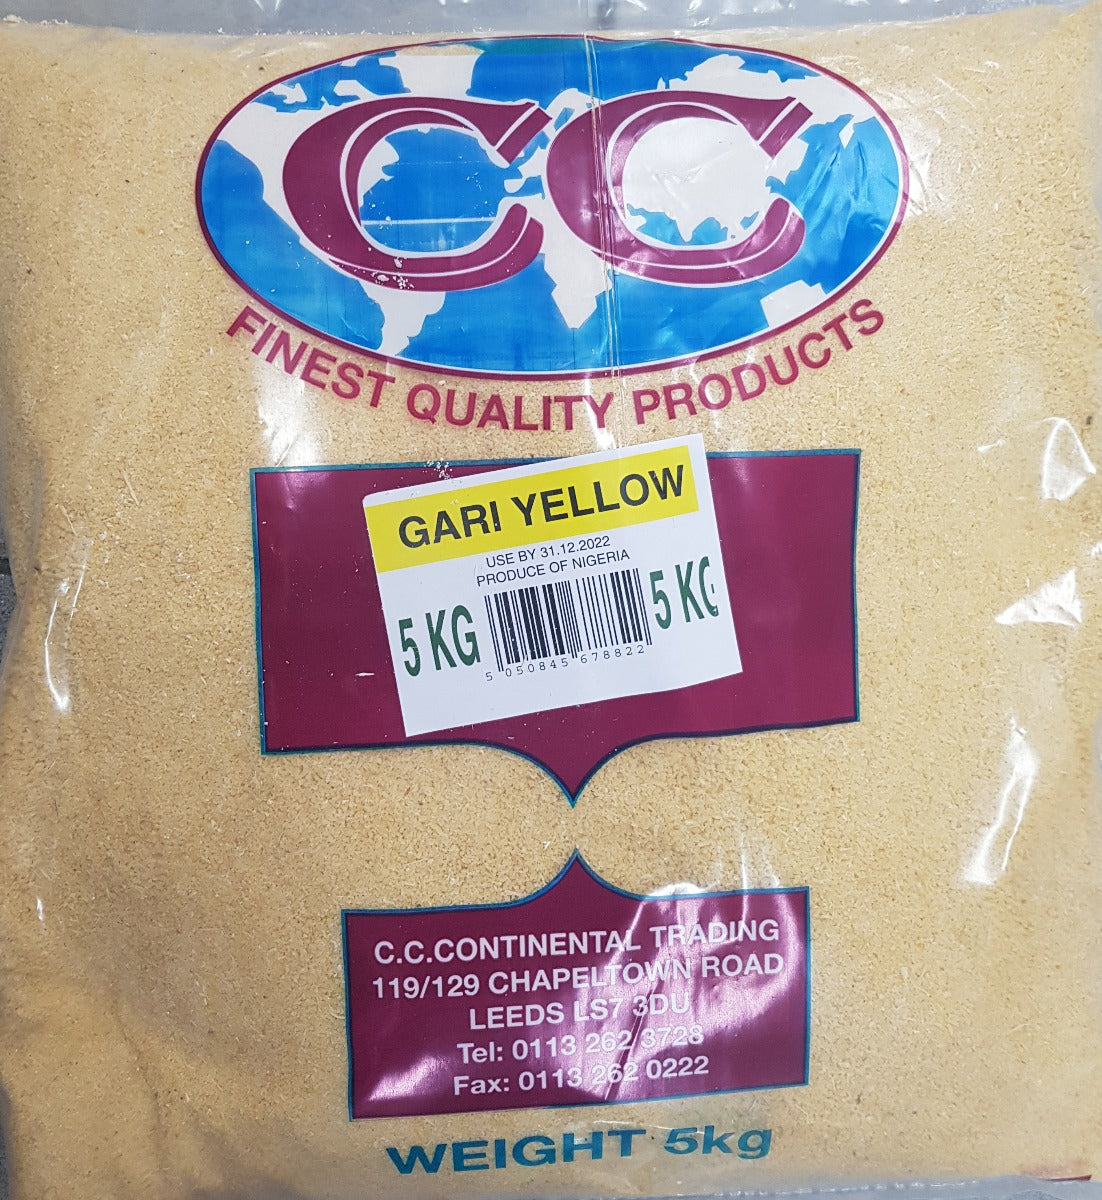 CC
FINEST QUALITY PRODUCTS
GARI YELLOW
USE BY 31.12.2022
PRODUCE OF NIGERIA
5 KG
5 KG
5 050845 678822
C.C.CONTINENTAL TRADING
119/129 CHAPELTOWN ROAD
LEEDS LS7 3DU
Tel: 0113 262 3728
Fax: 0113 262 0222
WEIGHT 5kg